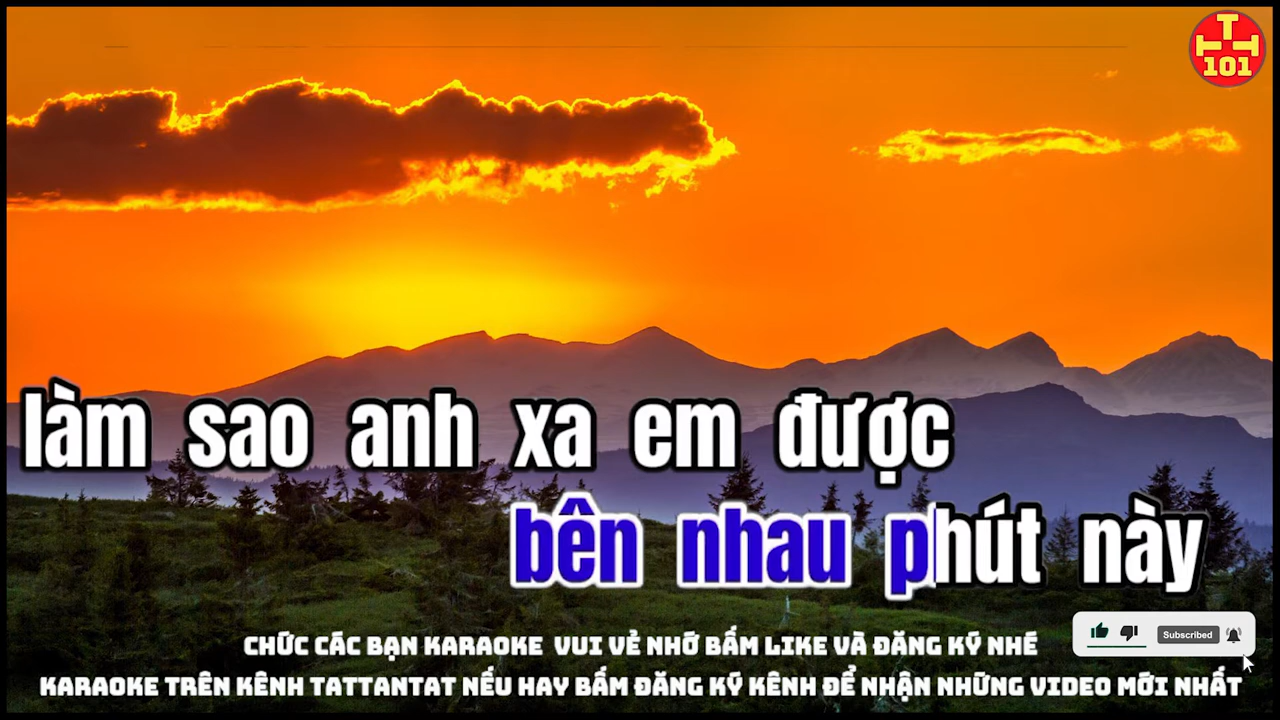 TTT
101
làm sao anh xa em được
bên nhau phút này
Subscribed
CHỨC CÁC BẠN KARAOKE VUI VẺ NHỚ BẤM LIKE VÀ ĐĂNG KÝ NHÉ
KARAOKE TRÊN KÊNH TATTANTAT NẾU HAY BẤM ĐĂNG KÝ KÊNH ĐỂ NHẬN NHỮNG VIDEO MỚI NHẤT